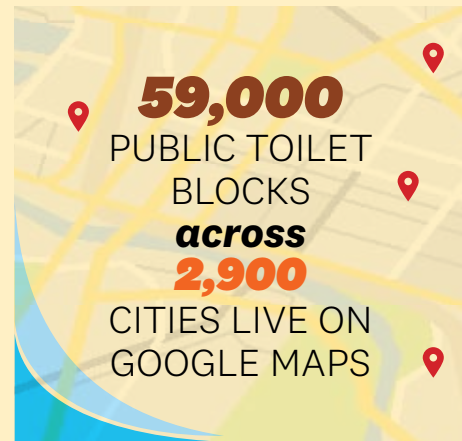 59,000
PUBLIC TOILET
BLOCKS
across
2,900
CITIES LIVE ON
GOOGLE MAPS